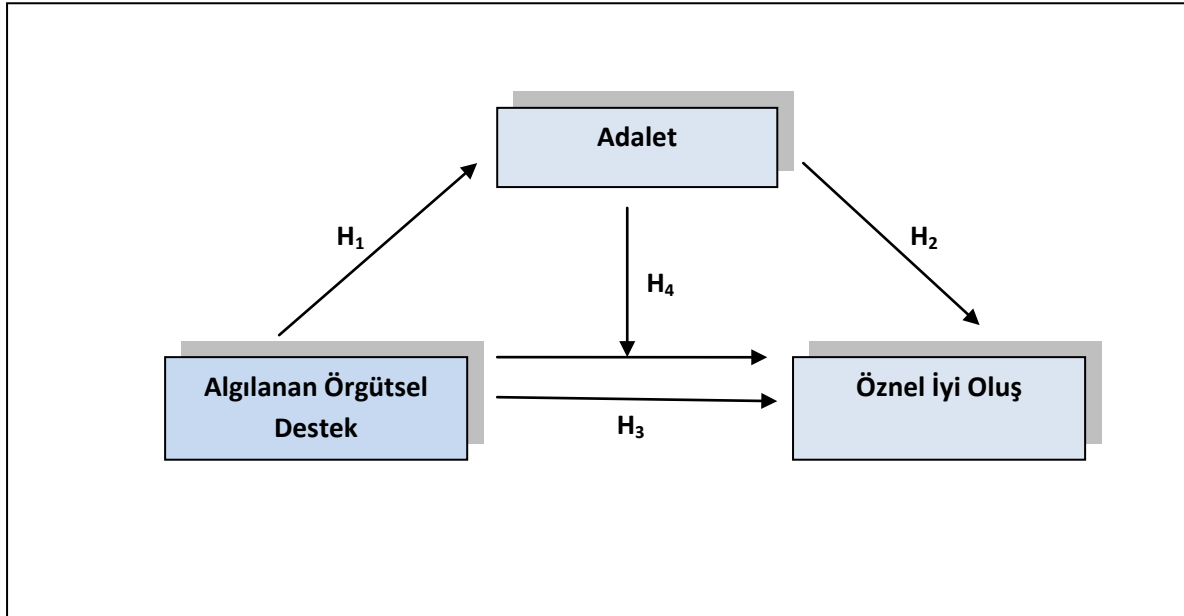 Adalet
H₁
H₂
H₄
Algılanan Örgütsel
Destek
Öznel İyi Oluş
H₃